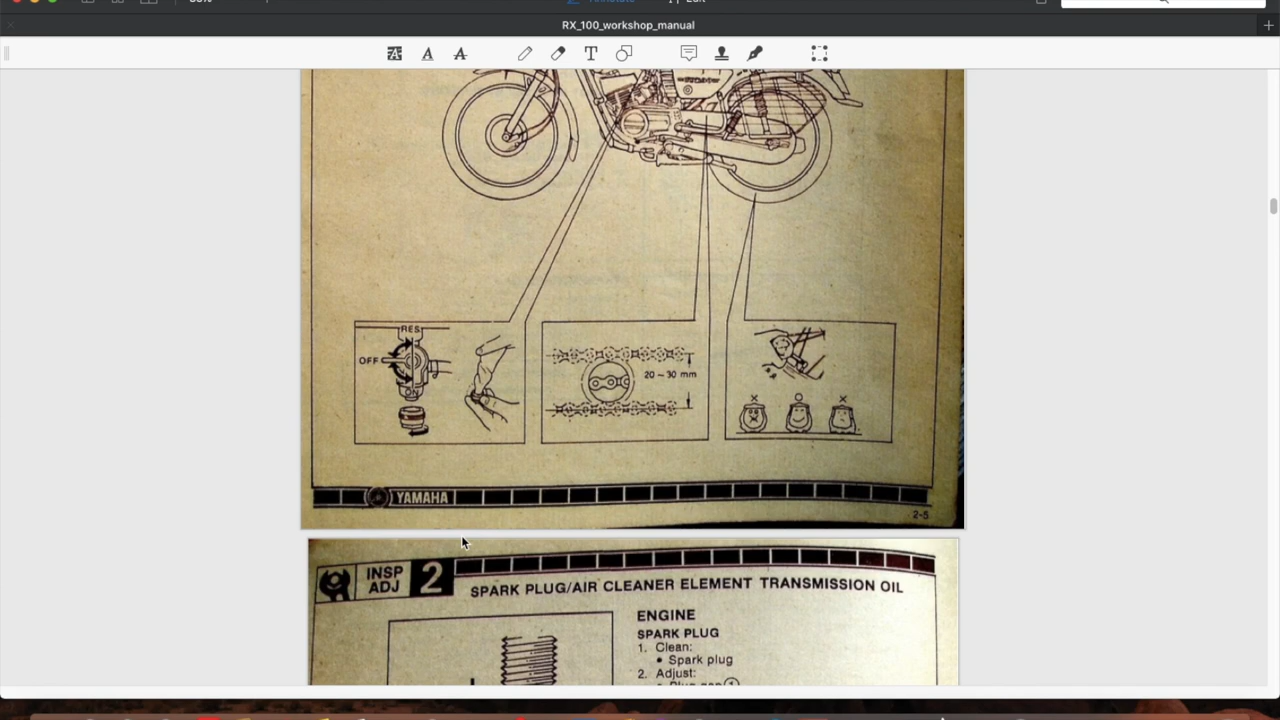 RX_100_workshop_manual
RES
OFF
ON
20 ~ 30 mm
YAMAHA
2-5
INSP
ADJ
2
SPARK PLUG/AIR CLEANER ELEMENT TRANSMISSION OIL
ENGINE
SPARK PLUG
1. Clean:
• Spark plug
2. Adjust: